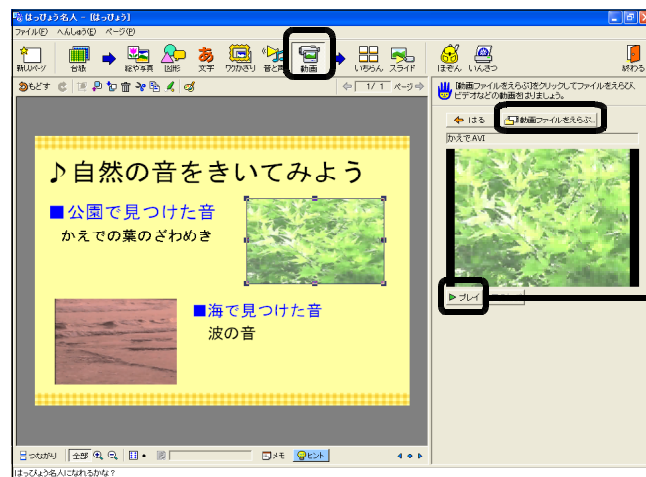 はっぴょう名人 - [はっぴょう]
ファイル(F) へんしゅう(E) ページ(P)
新しいページ 台紙 絵や写真 図形 文字 ワクかざり 音と声 動画 いちらん スライド ほぞん いんさつ 終わる
もどす 1/ 1 ページ
[動画ファイルをえらぶ]をクリックしてファイルをえらび、
ビデオなどの動画をはりましょう。
はる 動画ファイルをえらぶ...
かえで.AVI
♪自然の音をきいてみよう
■公園で見つけた音
かえでの葉のざわめき
プレイ
■海で見つけた音
波の音
つながり 全部 メモ ヒント
はっぴょう名人になれるかな?